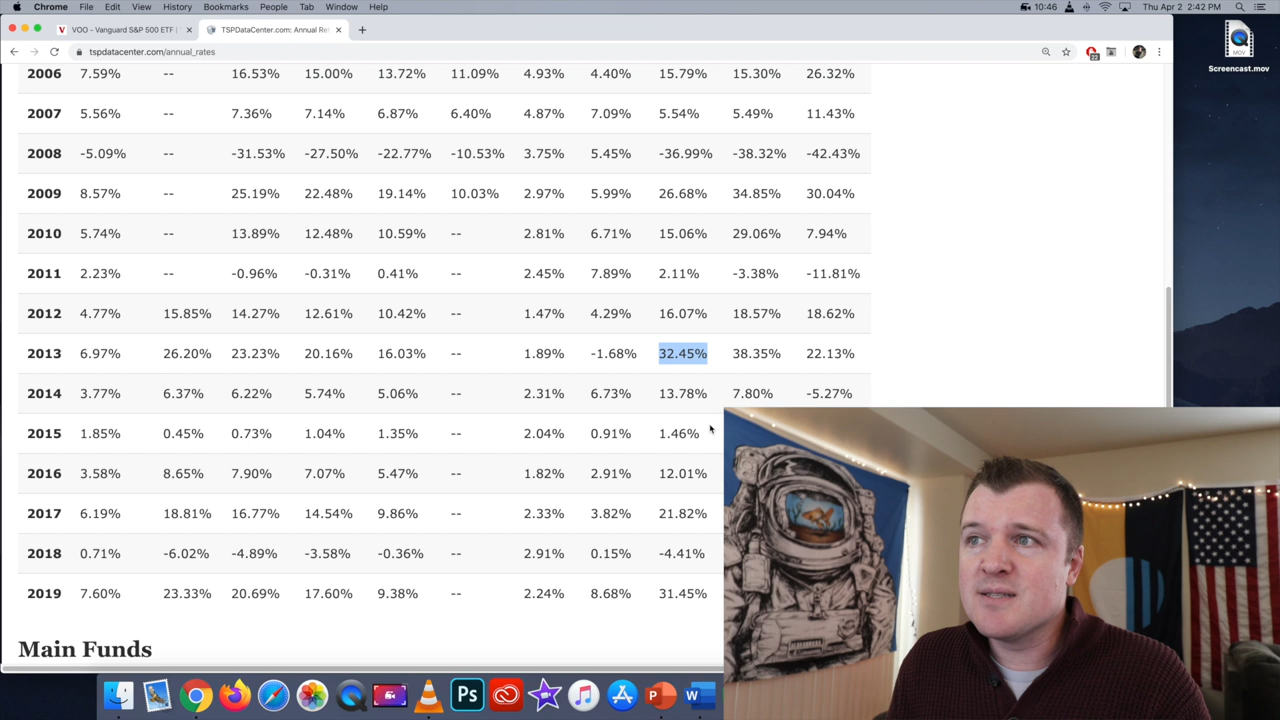 Chrome File Edit View History Bookmarks People Tab Window Help 10:46 Thu Apr 2 2:42 PM
VOO - Vanguard S&P 500 ETF | TSPDataCenter.com: Annual Re
tspdatacenter.com/annual_rates
22
MOV
Screencast.mov
2006 7.59% -- 16.53% 15.00% 13.72% 11.09% 4.93% 4.40% 15.79% 15.30% 26.32%
2007 5.56% -- 7.36% 7.14% 6.87% 6.40% 4.87% 7.09% 5.54% 5.49% 11.43%
2008 -5.09% -- -31.53% -27.50% -22.77% -10.53% 3.75% 5.45% -36.99% -38.32% -42.43%
2009 8.57% -- 25.19% 22.48% 19.14% 10.03% 2.97% 5.99% 26.68% 34.85% 30.04%
2010 5.74% -- 13.89% 12.48% 10.59% -- 2.81% 6.71% 15.06% 29.06% 7.94%
2011 2.23% -- -0.96% -0.31% 0.41% -- 2.45% 7.89% 2.11% -3.38% -11.81%
2012 4.77% 15.85% 14.27% 12.61% 10.42% -- 1.47% 4.29% 16.07% 18.57% 18.62%
2013 6.97% 26.20% 23.23% 20.16% 16.03% -- 1.89% -1.68% 32.45% 38.35% 22.13%
2014 3.77% 6.37% 6.22% 5.74% 5.06% -- 2.31% 6.73% 13.78% 7.80% -5.27%
2015 1.85% 0.45% 0.73% 1.04% 1.35% -- 2.04% 0.91% 1.46%
2016 3.58% 8.65% 7.90% 7.07% 5.47% -- 1.82% 2.91% 12.01%
2017 6.19% 18.81% 16.77% 14.54% 9.86% -- 2.33% 3.82% 21.82%
2018 0.71% -6.02% -4.89% -3.58% -0.36% -- 2.91% 0.15% -4.41%
2019 7.60% 23.33% 20.69% 17.60% 9.38% -- 2.24% 8.68% 31.45%
Main Funds
Ps P W